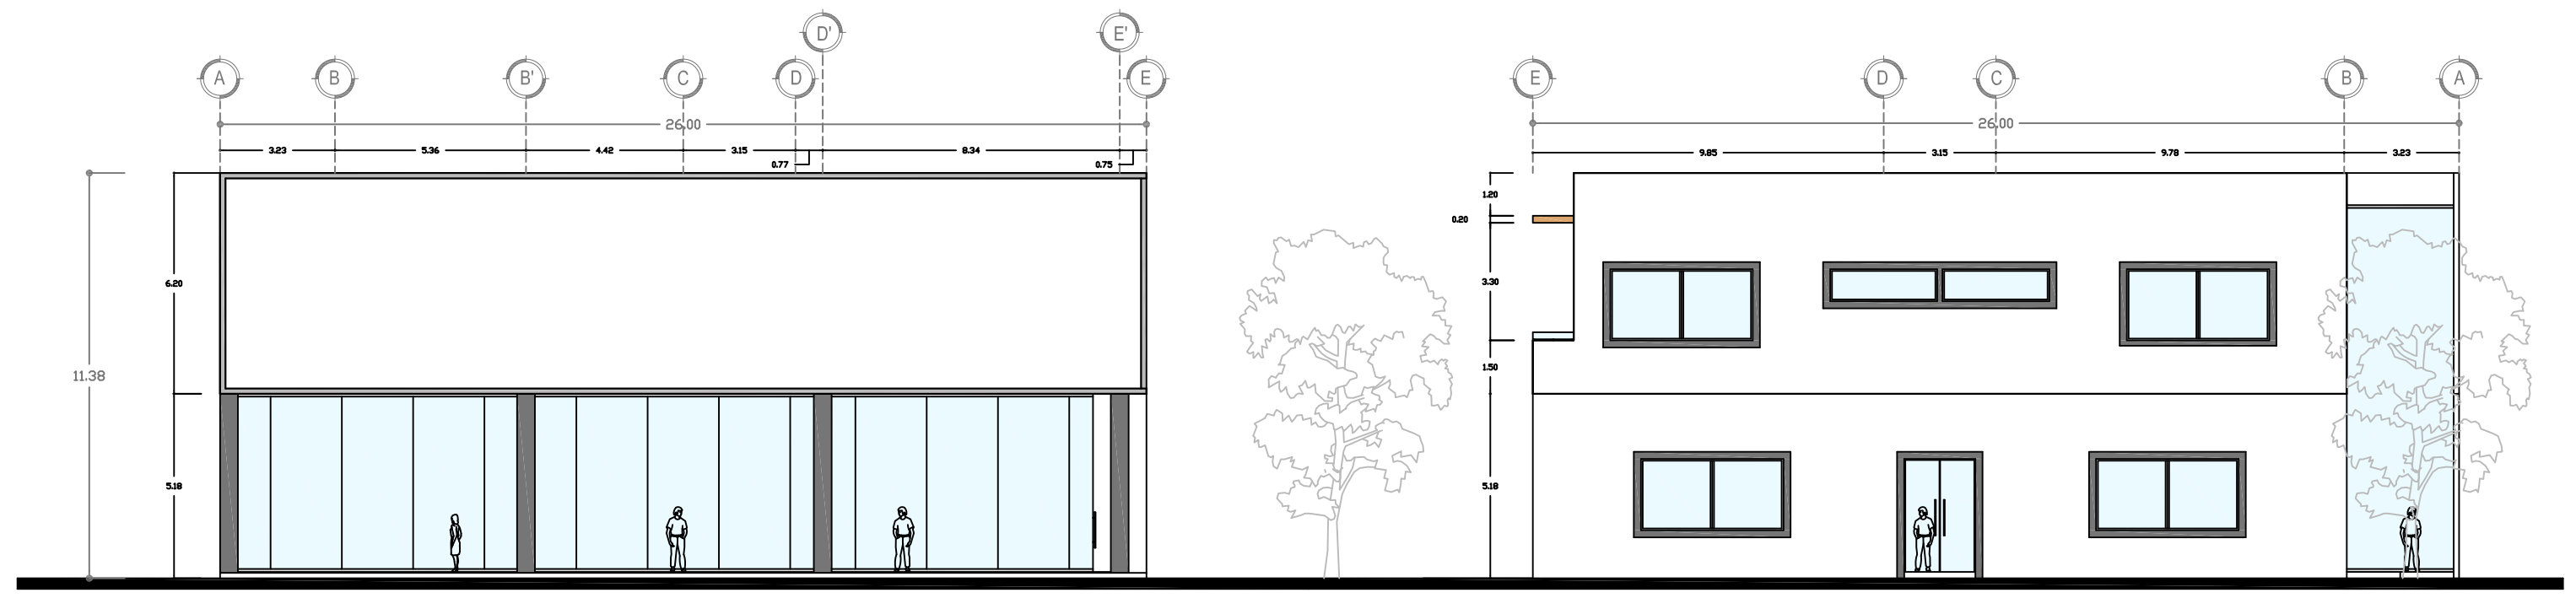 D' E'
A B B' C D E
26.00
3.23 5.36 4.42 3.15 8.34
0.77 0.75
6.20
11.38
5.18
E D C B A
26.00
9.85 3.15 9.78 3.23
1.20
0.20
3.30
1.50
5.18